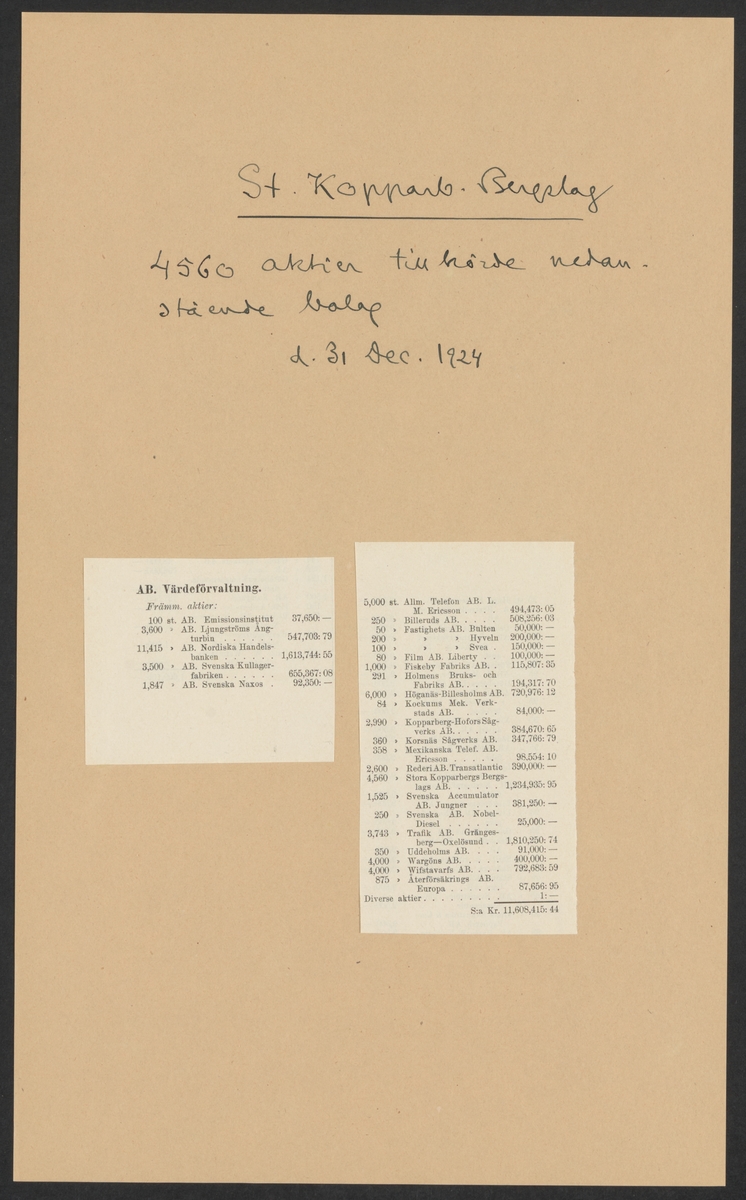 St. Kopparb. Bergslag
4560 aktier tillhörde nedan-
stående bolag
d. 31 Dec. 1924
AB. Värdeförvaltning.
Främm. aktier:
100 st. AB. Emissionsinstitut 37,650: —
3,600 » AB. Ljungströms Ång-
turbin . . . . . . 547,703: 79
11,415 » AB. Nordiska Handels-
banken . . . . . . 1,613,744: 55
3,500 » AB. Svenska Kullager-
fabriken . . . . . . 655,367: 08
1,847 » AB. Svenska Naxos . 92,350: —
5,000 st. Allm. Telefon AB. L.
M. Ericsson . . . . 494,473: 05
250 » Billeruds AB. . . . . 508,256: 03
50 » Fastighets AB. Bulten 50,000: —
200 » » » Hyveln 200,000: —
100 » » » Svea . 150,000: —
80 » Film AB. Liberty . . 100,000: —
1,000 » Fiskeby Fabriks AB. . 115,807: 35
291 » Holmens Bruks- och
Fabriks AB. . . . . 194,317: 70
6,000 » Höganäs-Billesholms AB. 720,976: 12
84 » Kockums Mek. Verk-
stads AB. . . . . 84,000: —
2,990 » Kopparberg-Hofors Såg-
verks AB. . . . . . 384,670: 65
360 » Korsnäs Sågverks AB. 347,766: 79
358 » Mexikanska Telef. AB.
Ericsson . . . . . 98,554: 10
2,600 » Rederi AB. Transatlantic 390,000: —
4,560 » Stora Kopparbergs Bergs-
lags AB. . . . . . 1,234,935: 95
1,525 » Svenska Accumulator
AB. Jungner . . . 381,250: —
250 » Svenska AB. Nobel-
Diesel . . . . . . 25,000: —
3,743 » Trafik AB. Gränges-
berg—Oxelösund . . 1,810,250: 74
350 » Uddeholms AB. . . . 91,000: —
4,000 » Wargöns AB. . . . . 400,000: —
4,000 » Wifstavarfs AB. . . . 792,683: 59
875 » Återförsäkrings AB.
Europa . . . . . . 87,656: 95
Diverse aktier . . . . . . . . . 1: —
S:a Kr. 11,608,415: 44